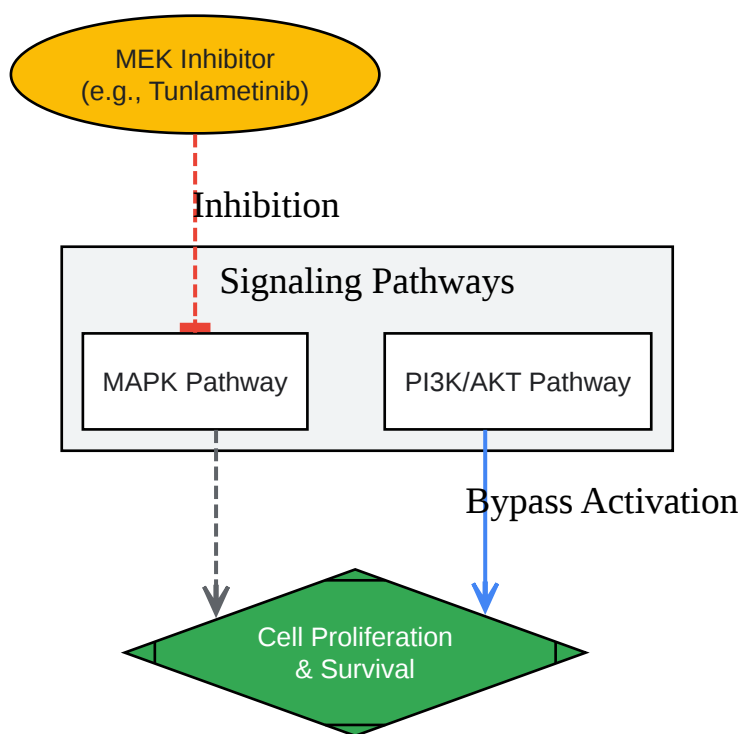 MEK Inhibitor
(e.g., Tunlametinib)
Inhibition
Signaling Pathways
MAPK Pathway
PI3K/AKT Pathway
Bypass Activation
Cell Proliferation
& Survival